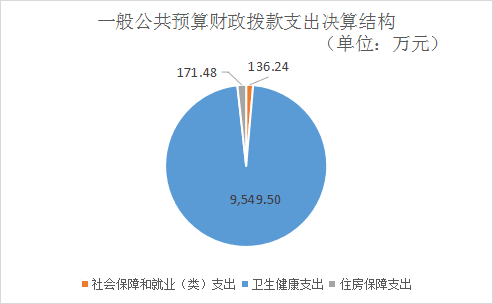 一般公共预算财政拨款支出决算结构
（单位：万元）
171.48
136.24
9,549.50
社会保障和就业（类）支出 卫生健康支出 住房保障支出